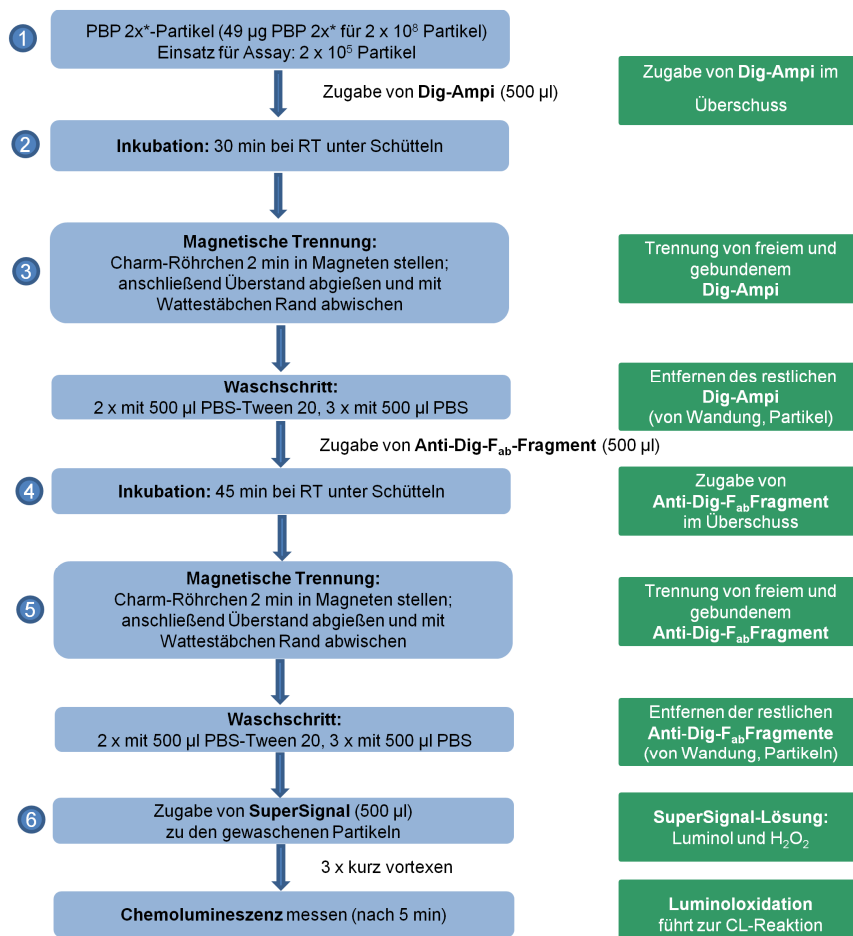 1
PBP 2x*-Partikel (49 µg PBP 2x* für 2 x 10⁸ Partikel)
Einsatz für Assay: 2 x 10⁵ Partikel
Zugabe von Dig-Ampi (500 µl)
Zugabe von Dig-Ampi im
Überschuss
2
Inkubation: 30 min bei RT unter Schütteln
3
Magnetische Trennung:
Charm-Röhrchen 2 min in Magneten stellen;
anschließend Überstand abgießen und mit
Wattestäbchen Rand abwischen
Trennung von freiem und
gebundenem
Dig-Ampi
Waschschritt:
2 x mit 500 µl PBS-Tween 20, 3 x mit 500 µl PBS
Entfernen des restlichen
Dig-Ampi
(von Wandung, Partikel)
Zugabe von Anti-Dig-Fab-Fragment (500 µl)
4
Inkubation: 45 min bei RT unter Schütteln
Zugabe von
Anti-Dig-FabFragment
im Überschuss
5
Magnetische Trennung:
Charm-Röhrchen 2 min in Magneten stellen;
anschließend Überstand abgießen und mit
Wattestäbchen Rand abwischen
Trennung von freiem und
gebundenem
Anti-Dig-FabFragment
Waschschritt:
2 x mit 500 µl PBS-Tween 20, 3 x mit 500 µl PBS
Entfernen der restlichen
Anti-Dig-FabFragmente
(von Wandung, Partikeln)
6
Zugabe von SuperSignal (500 µl)
zu den gewaschenen Partikeln
SuperSignal-Lösung:
Luminol und H₂O₂
3 x kurz vortexen
Chemolumineszenz messen (nach 5 min)
Luminoloxidation
führt zur CL-Reaktion